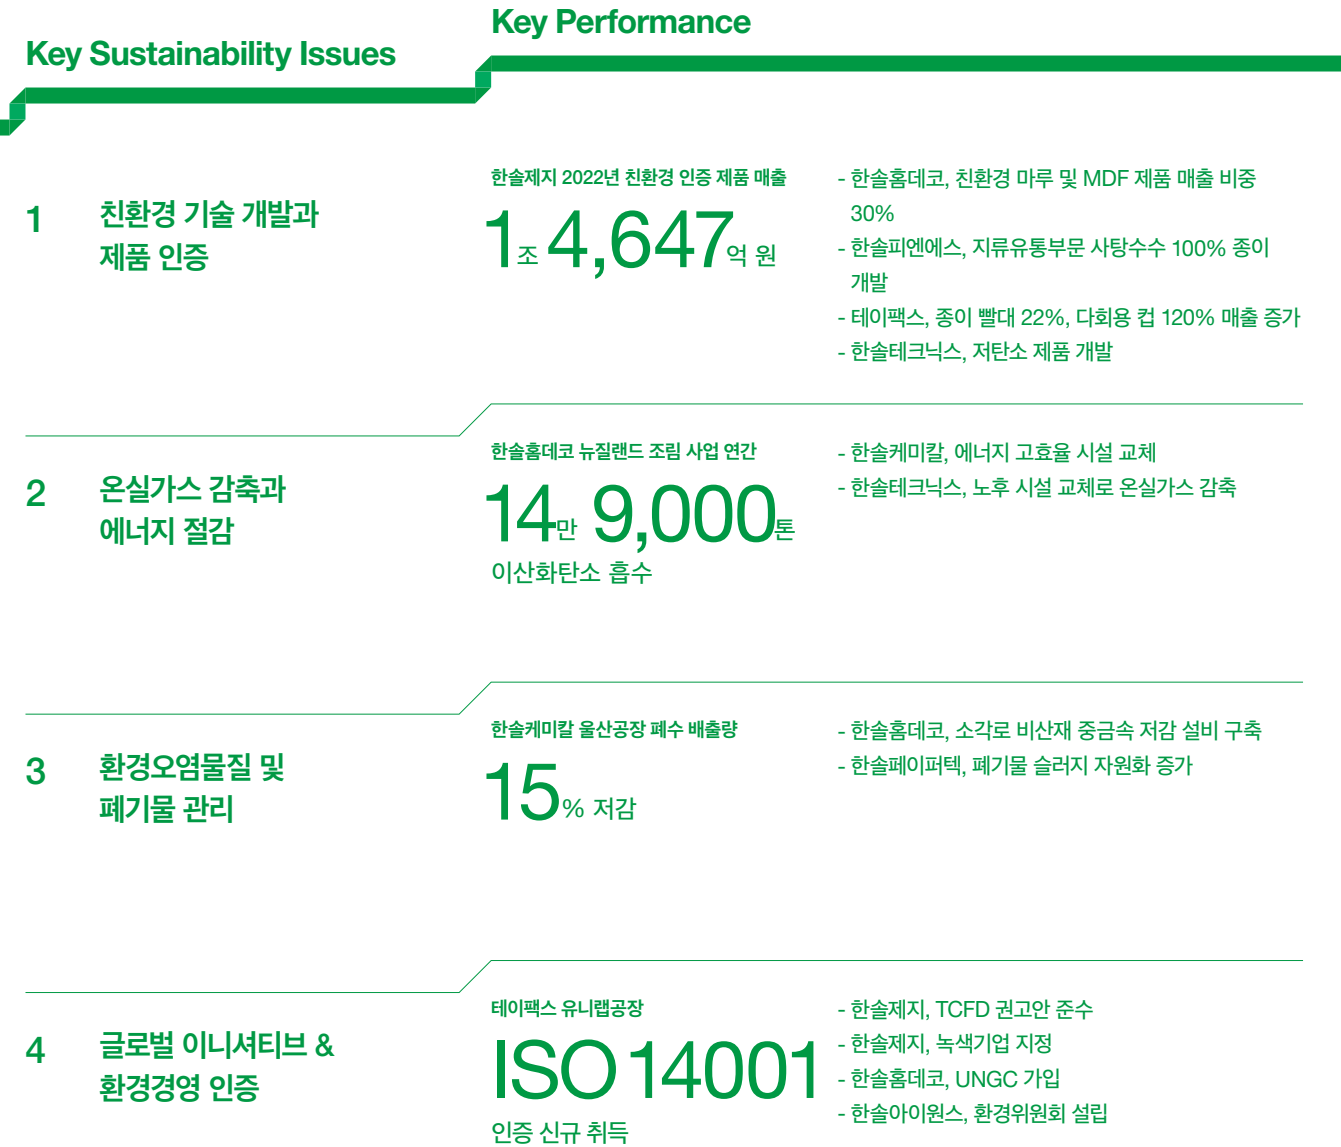 Key Sustainability Issues
Key Performance
1
친환경 기술 개발과
제품 인증
한솔제지 2022년 친환경 인증 제품 매출
1조 4,647억 원
- 한솔홈데코, 친환경 마루 및 MDF 제품 매출 비중
30%
- 한솔피엔에스, 지류유통부문 사탕수수 100% 종이
개발
- 테이팩스, 종이 빨대 22%, 다회용 컵 120% 매출 증가
- 한솔테크닉스, 저탄소 제품 개발
2
온실가스 감축과
에너지 절감
한솔홈데코 뉴질랜드 조림 사업 연간
14만 9,000톤
이산화탄소 흡수
- 한솔케미칼, 에너지 고효율 시설 교체
- 한솔테크닉스, 노후 시설 교체로 온실가스 감축
3
환경오염물질 및
폐기물 관리
한솔케미칼 울산공장 폐수 배출량
15% 저감
- 한솔홈데코, 소각로 비산재 중금속 저감 설비 구축
- 한솔페이퍼텍, 폐기물 슬러지 자원화 증가
4
글로벌 이니셔티브 &
환경경영 인증
테이팩스 유니랩공장
ISO 14001
인증 신규 취득
- 한솔제지, TCFD 권고안 준수
- 한솔제지, 녹색기업 지정
- 한솔홈데코, UNGC 가입
- 한솔아이원스, 환경위원회 설립